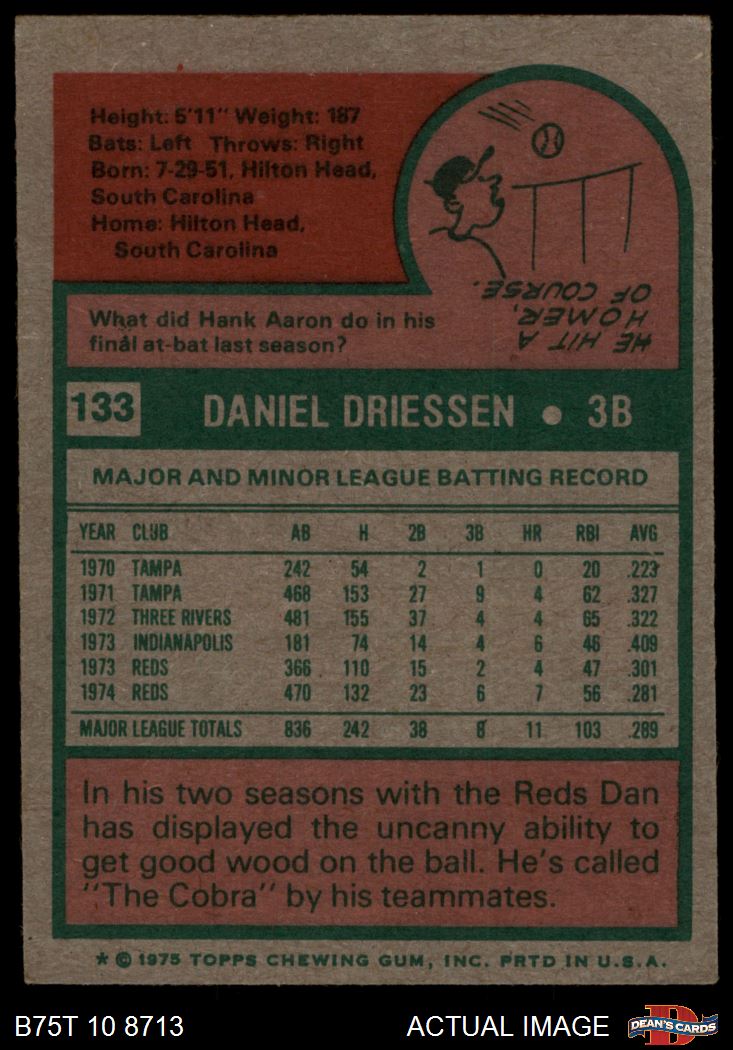 Height: 5'11" Weight: 187
Bats: Left Throws: Right
Born: 7-29-51, Hilton Head,
South Carolina
Home: Hilton Head,
South Carolina
What did Hank Aaron do in his
final at-bat last season?
HE HIT A
HOMER,
OF COURSE.
133 DANIEL DRIESSEN • 3B
MAJOR AND MINOR LEAGUE BATTING RECORD
YEAR CLUB AB H 2B 3B HR RBI AVG
1970 TAMPA 242 54 2 1 0 20 .223
1971 TAMPA 468 153 27 9 4 62 .327
1972 THREE RIVERS 481 155 37 4 4 65 .322
1973 INDIANAPOLIS 181 74 14 4 6 46 .409
1973 REDS 366 110 15 2 4 47 .301
1974 REDS 470 132 23 6 7 56 .281
MAJOR LEAGUE TOTALS 836 242 38 8 11 103 .289
In his two seasons with the Reds Dan
has displayed the uncanny ability to
get good wood on the ball. He's called
"The Cobra" by his teammates.
* © 1975 TOPPS CHEWING GUM, INC. PRTD IN U.S.A.
B75T 10 8713 ACTUAL IMAGE DEAN'S CARDS